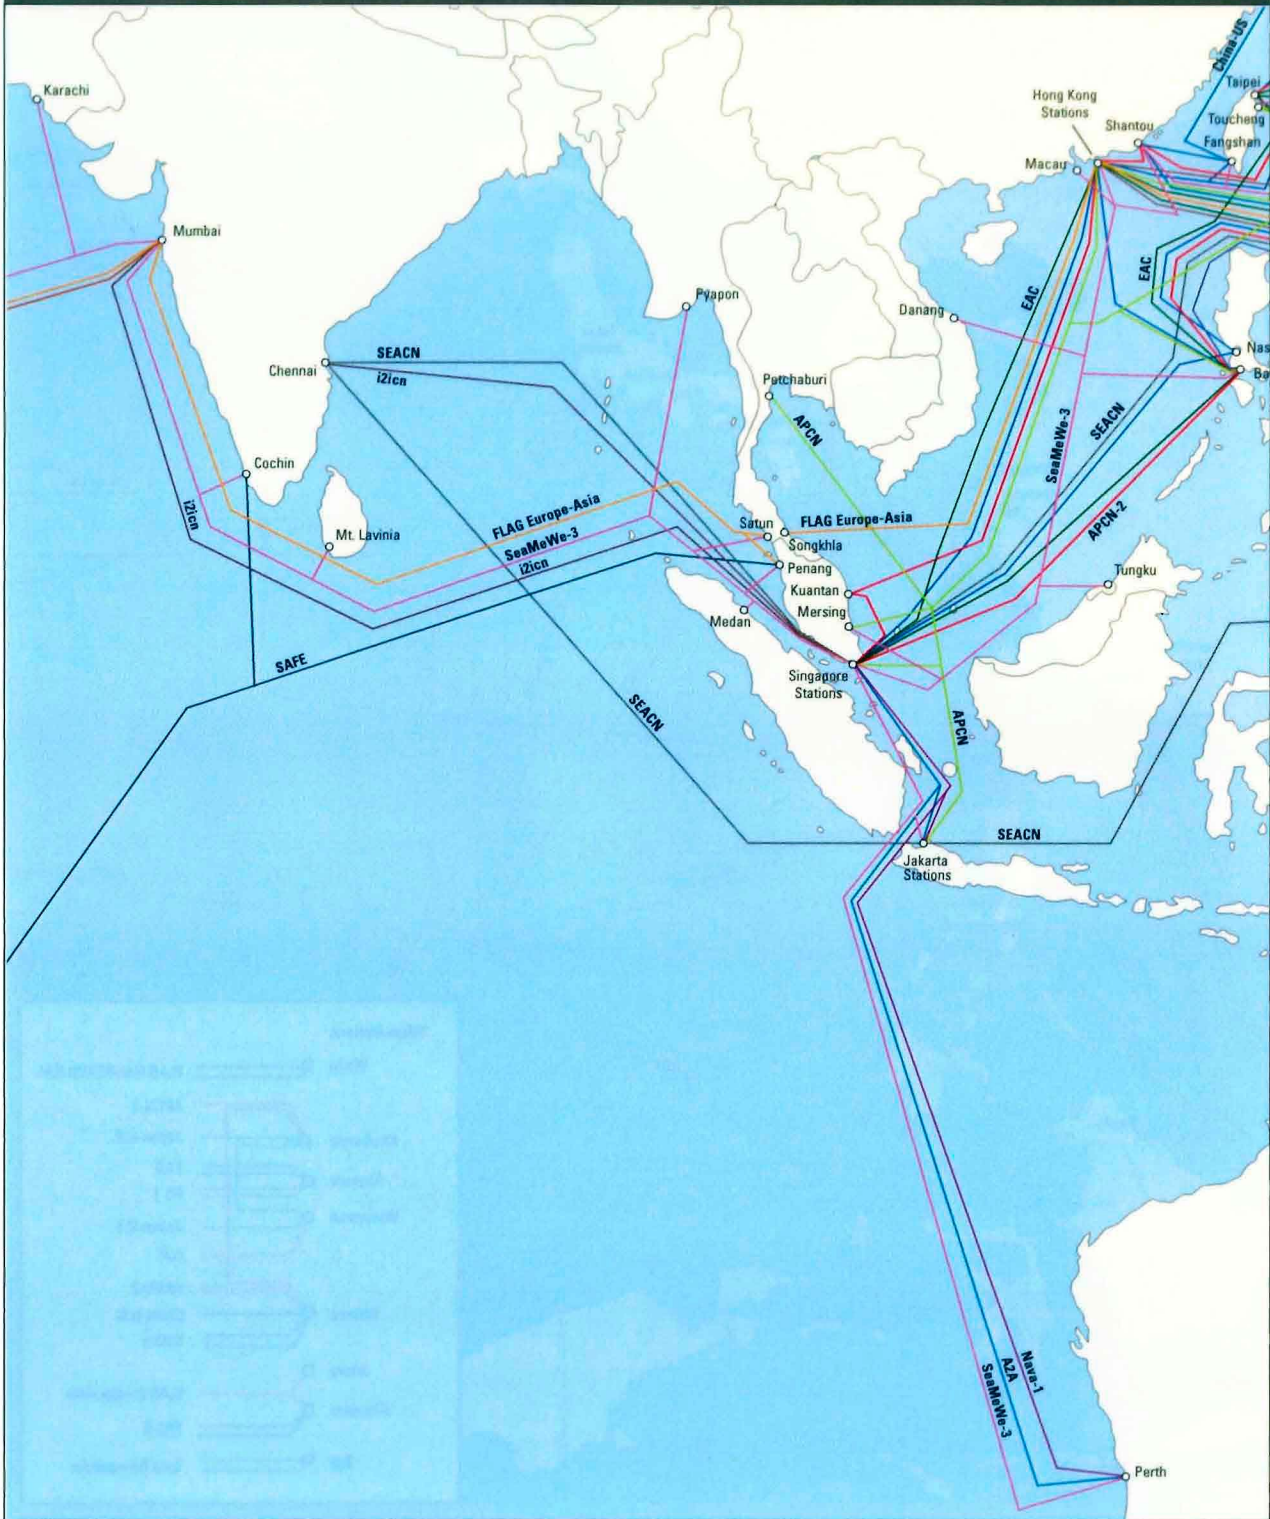 China-US
Karachi
Taipei
Hong Kong
Stations
Shantou
Toucheng
Fangshan
Macau
Mumbai
EAC
EAC
Pyapon
Danang
SEACN
Chennai
i2icn
Petchaburi
APCN
SeaMeWe-3
SEACN
Cochin
i2icn
Mt. Lavinia
FLAG Europe-Asia
SeaMeWe-3
i2icn
Satun
FLAG Europe-Asia
Songkhla
APCN-2
Penang
Tungku
Kuantan
Mersing
Medan
SAFE
Singapore
Stations
SEACN
APCN
SEACN
Jakarta
Stations
Nava-1
A2A
SeaMeWe-3
Perth